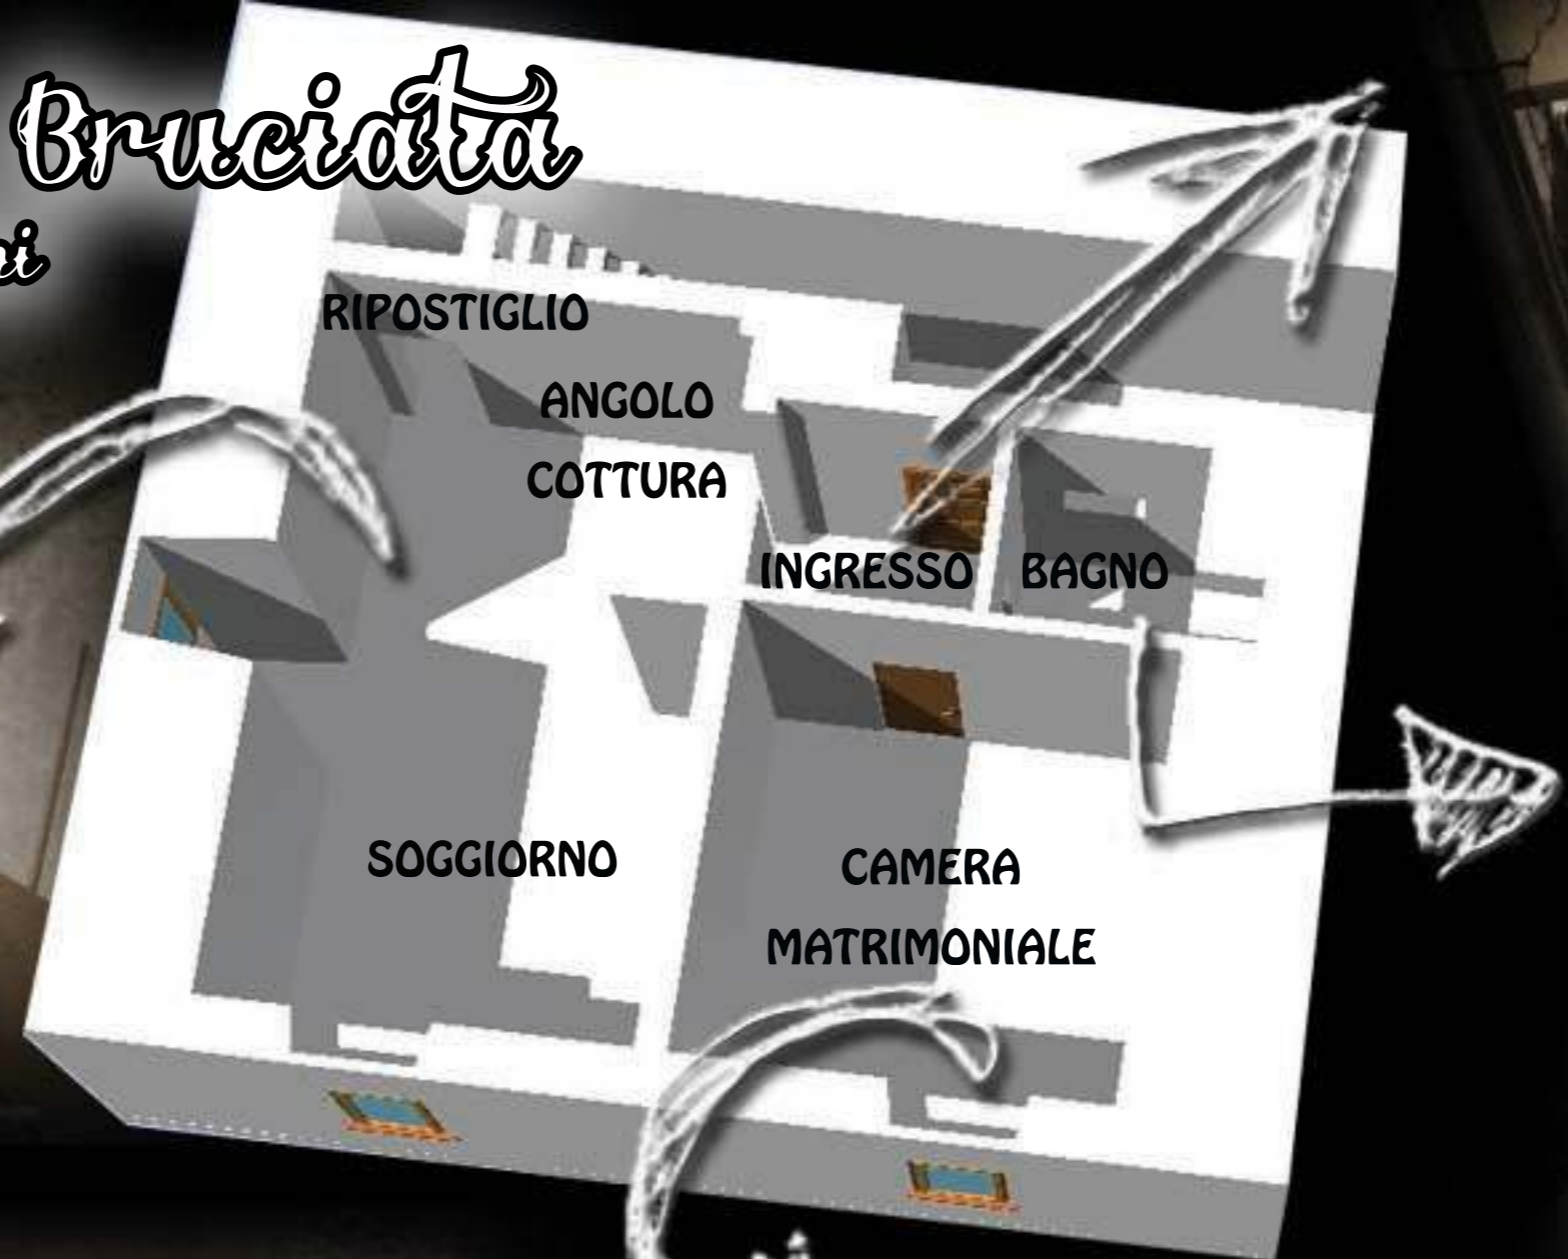 Bruciata
RIPOSTIGLIO
ANGOLO
COTTURA
INGRESSO
BAGNO
SOGGIORNO
CAMERA
MATRIMONIALE